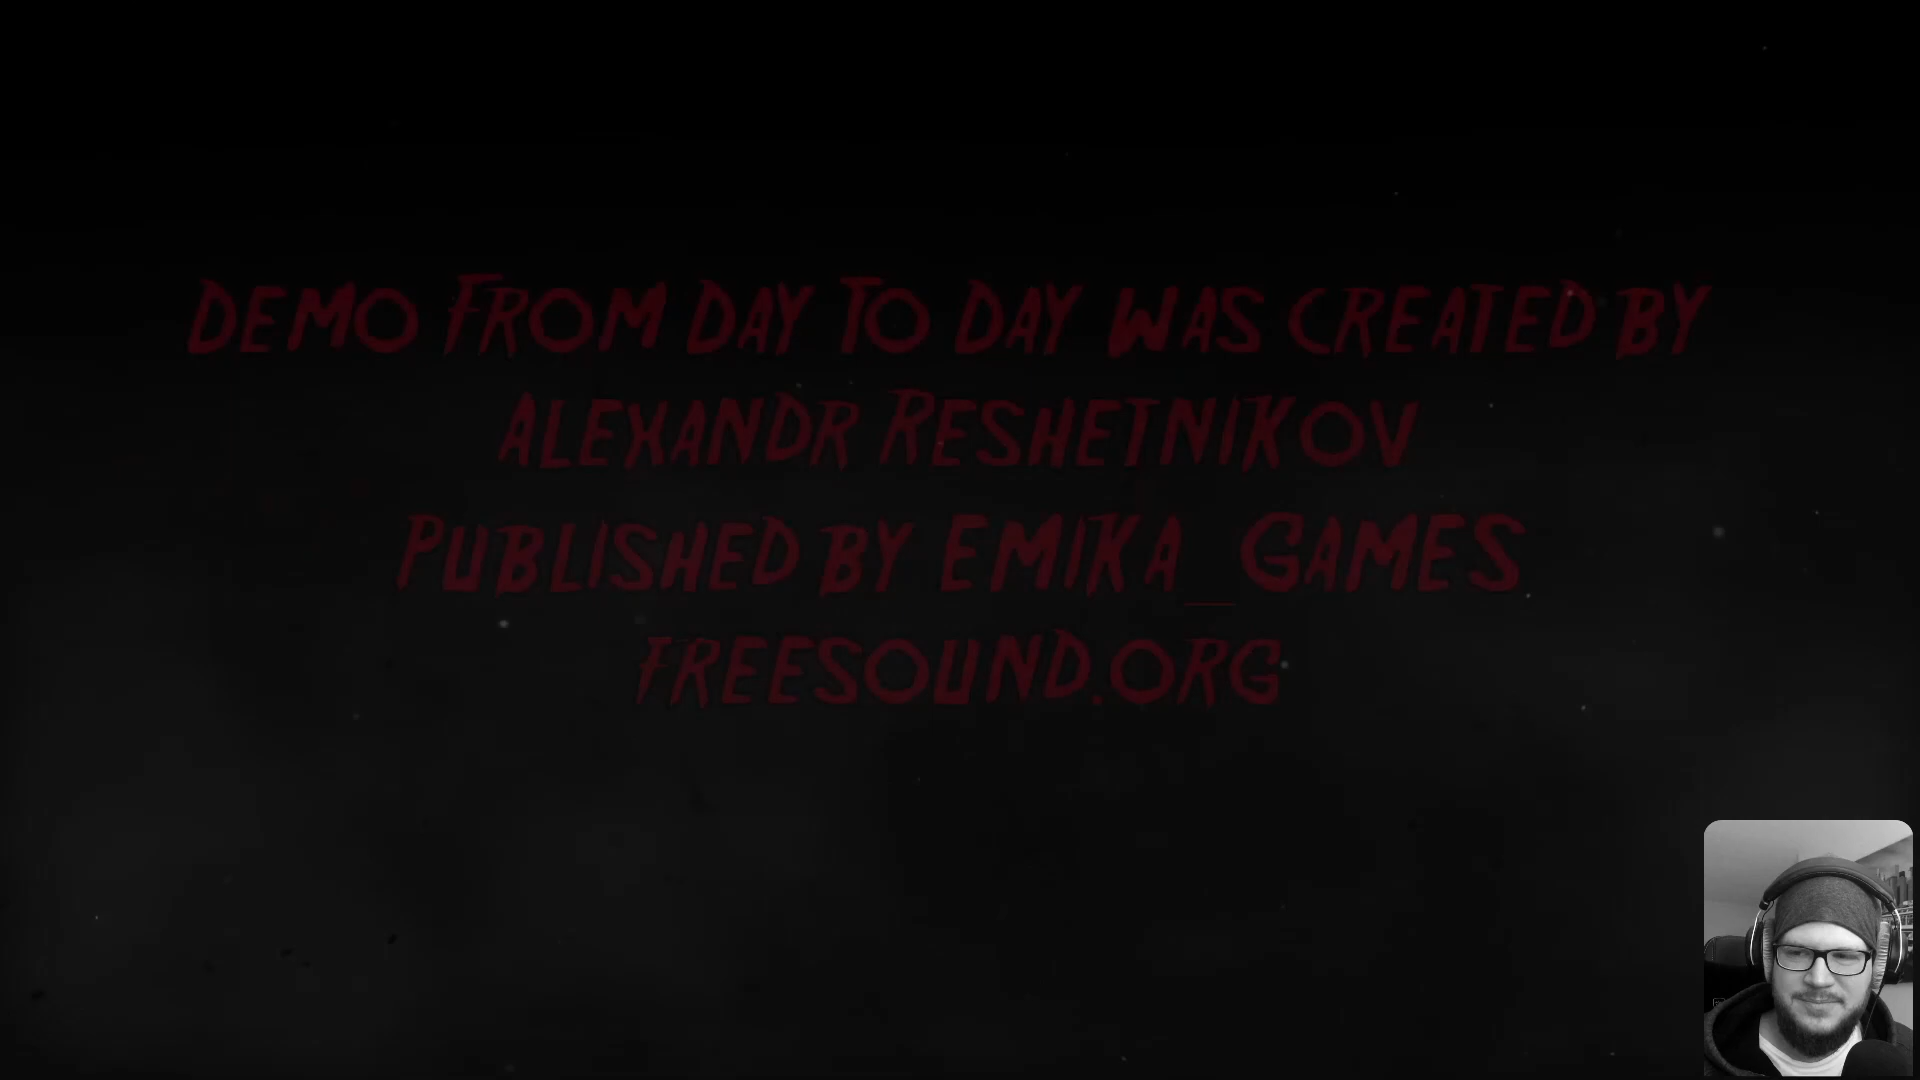 DEMO FROM DAY TO DAY WAS CREATED BY
ALEXANDR RESHETNIKOV
PUBLISHED BY EMIKA_GAMES
FREESOUND.ORG